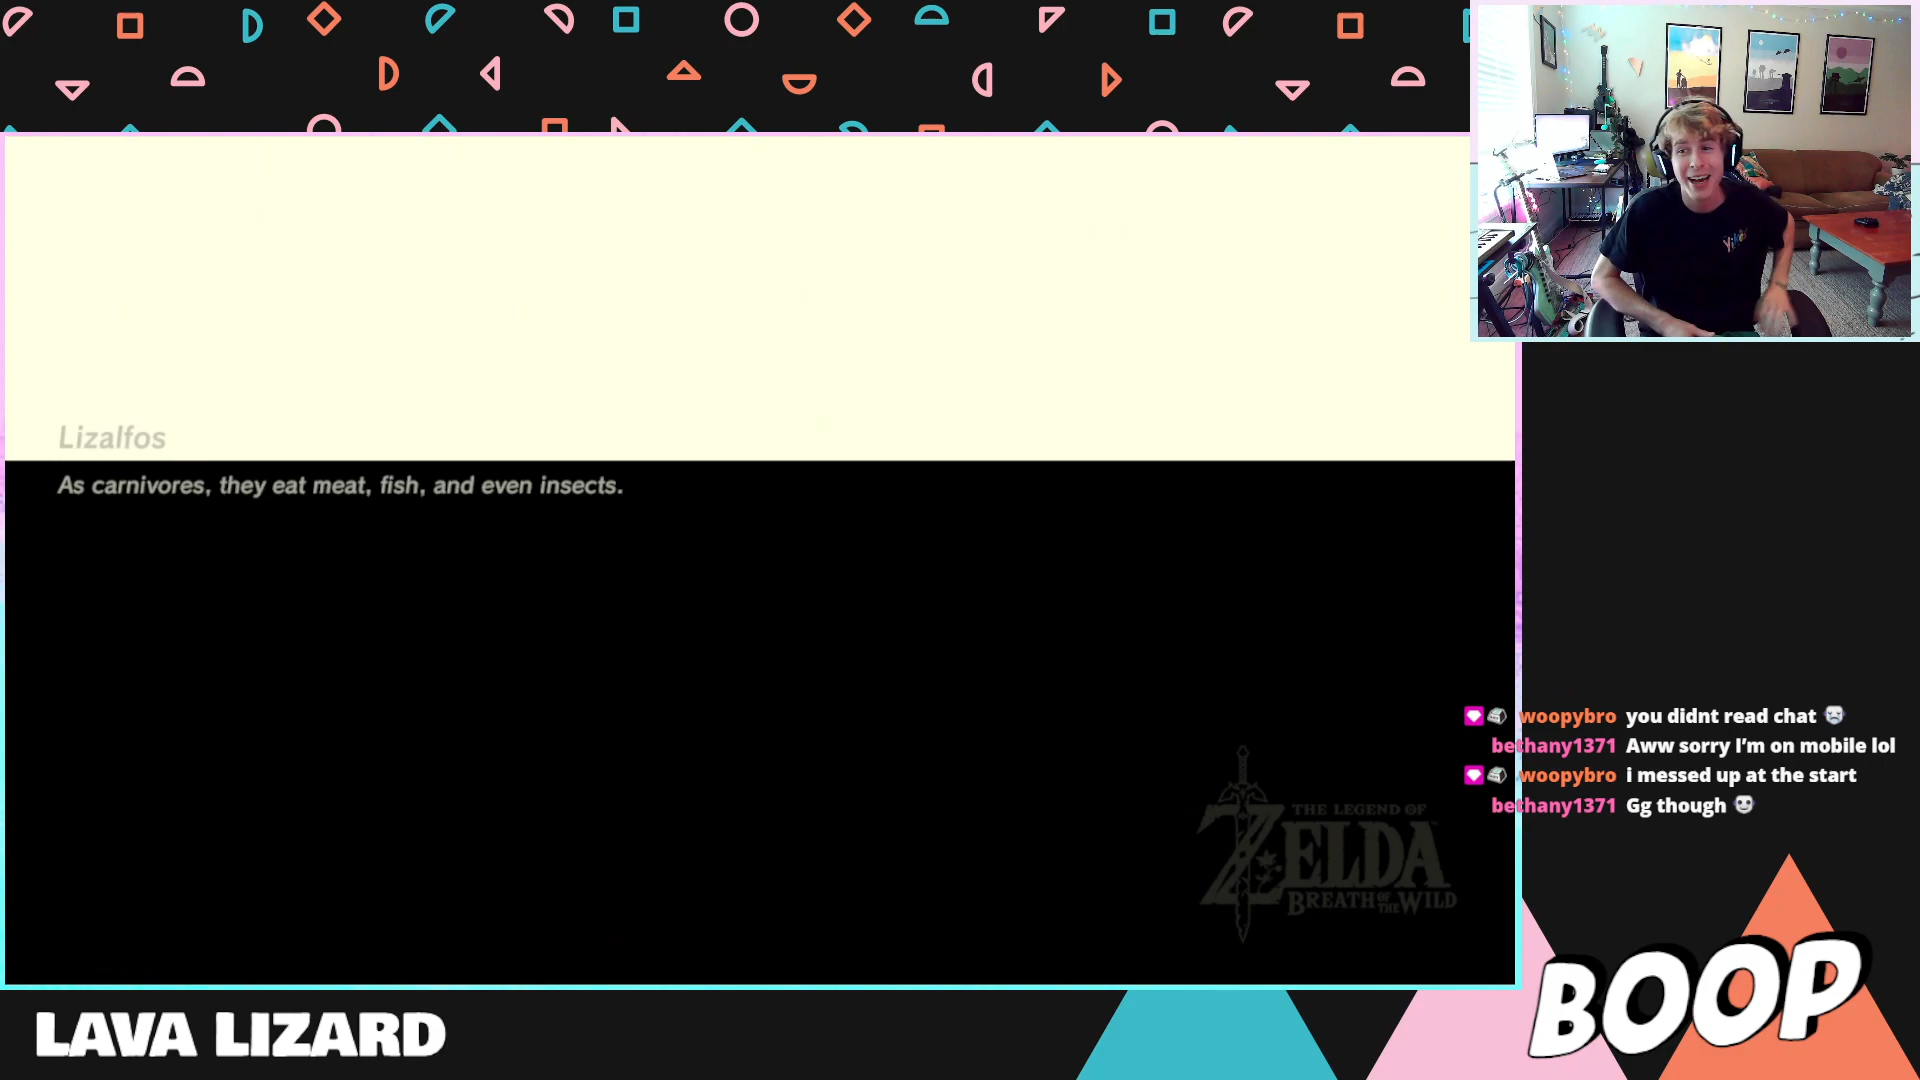 Lizalfos
As carnivores, they eat meat, fish, and even insects.
THE LEGEND OF
ZELDA
BREATH OF THE WILD
woopybro you didnt read chat
bethany1371 Aww sorry I'm on mobile lol
woopybro i messed up at the start
bethany1371 Gg though
LAVA LIZARD
BOOP